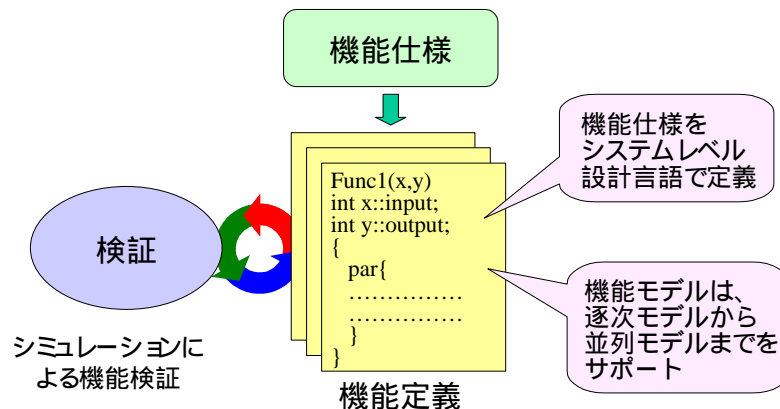 機能仕様
機能仕様を
システムレベル
設計言語で定義
Func1(x,y)
int x::input;
int y::output;
{
par{
……………
……………
}
}
検証
シミュレーションに
よる機能検証
機能モデルは、
逐次モデルから
並列モデルまでを
サポート
機能定義